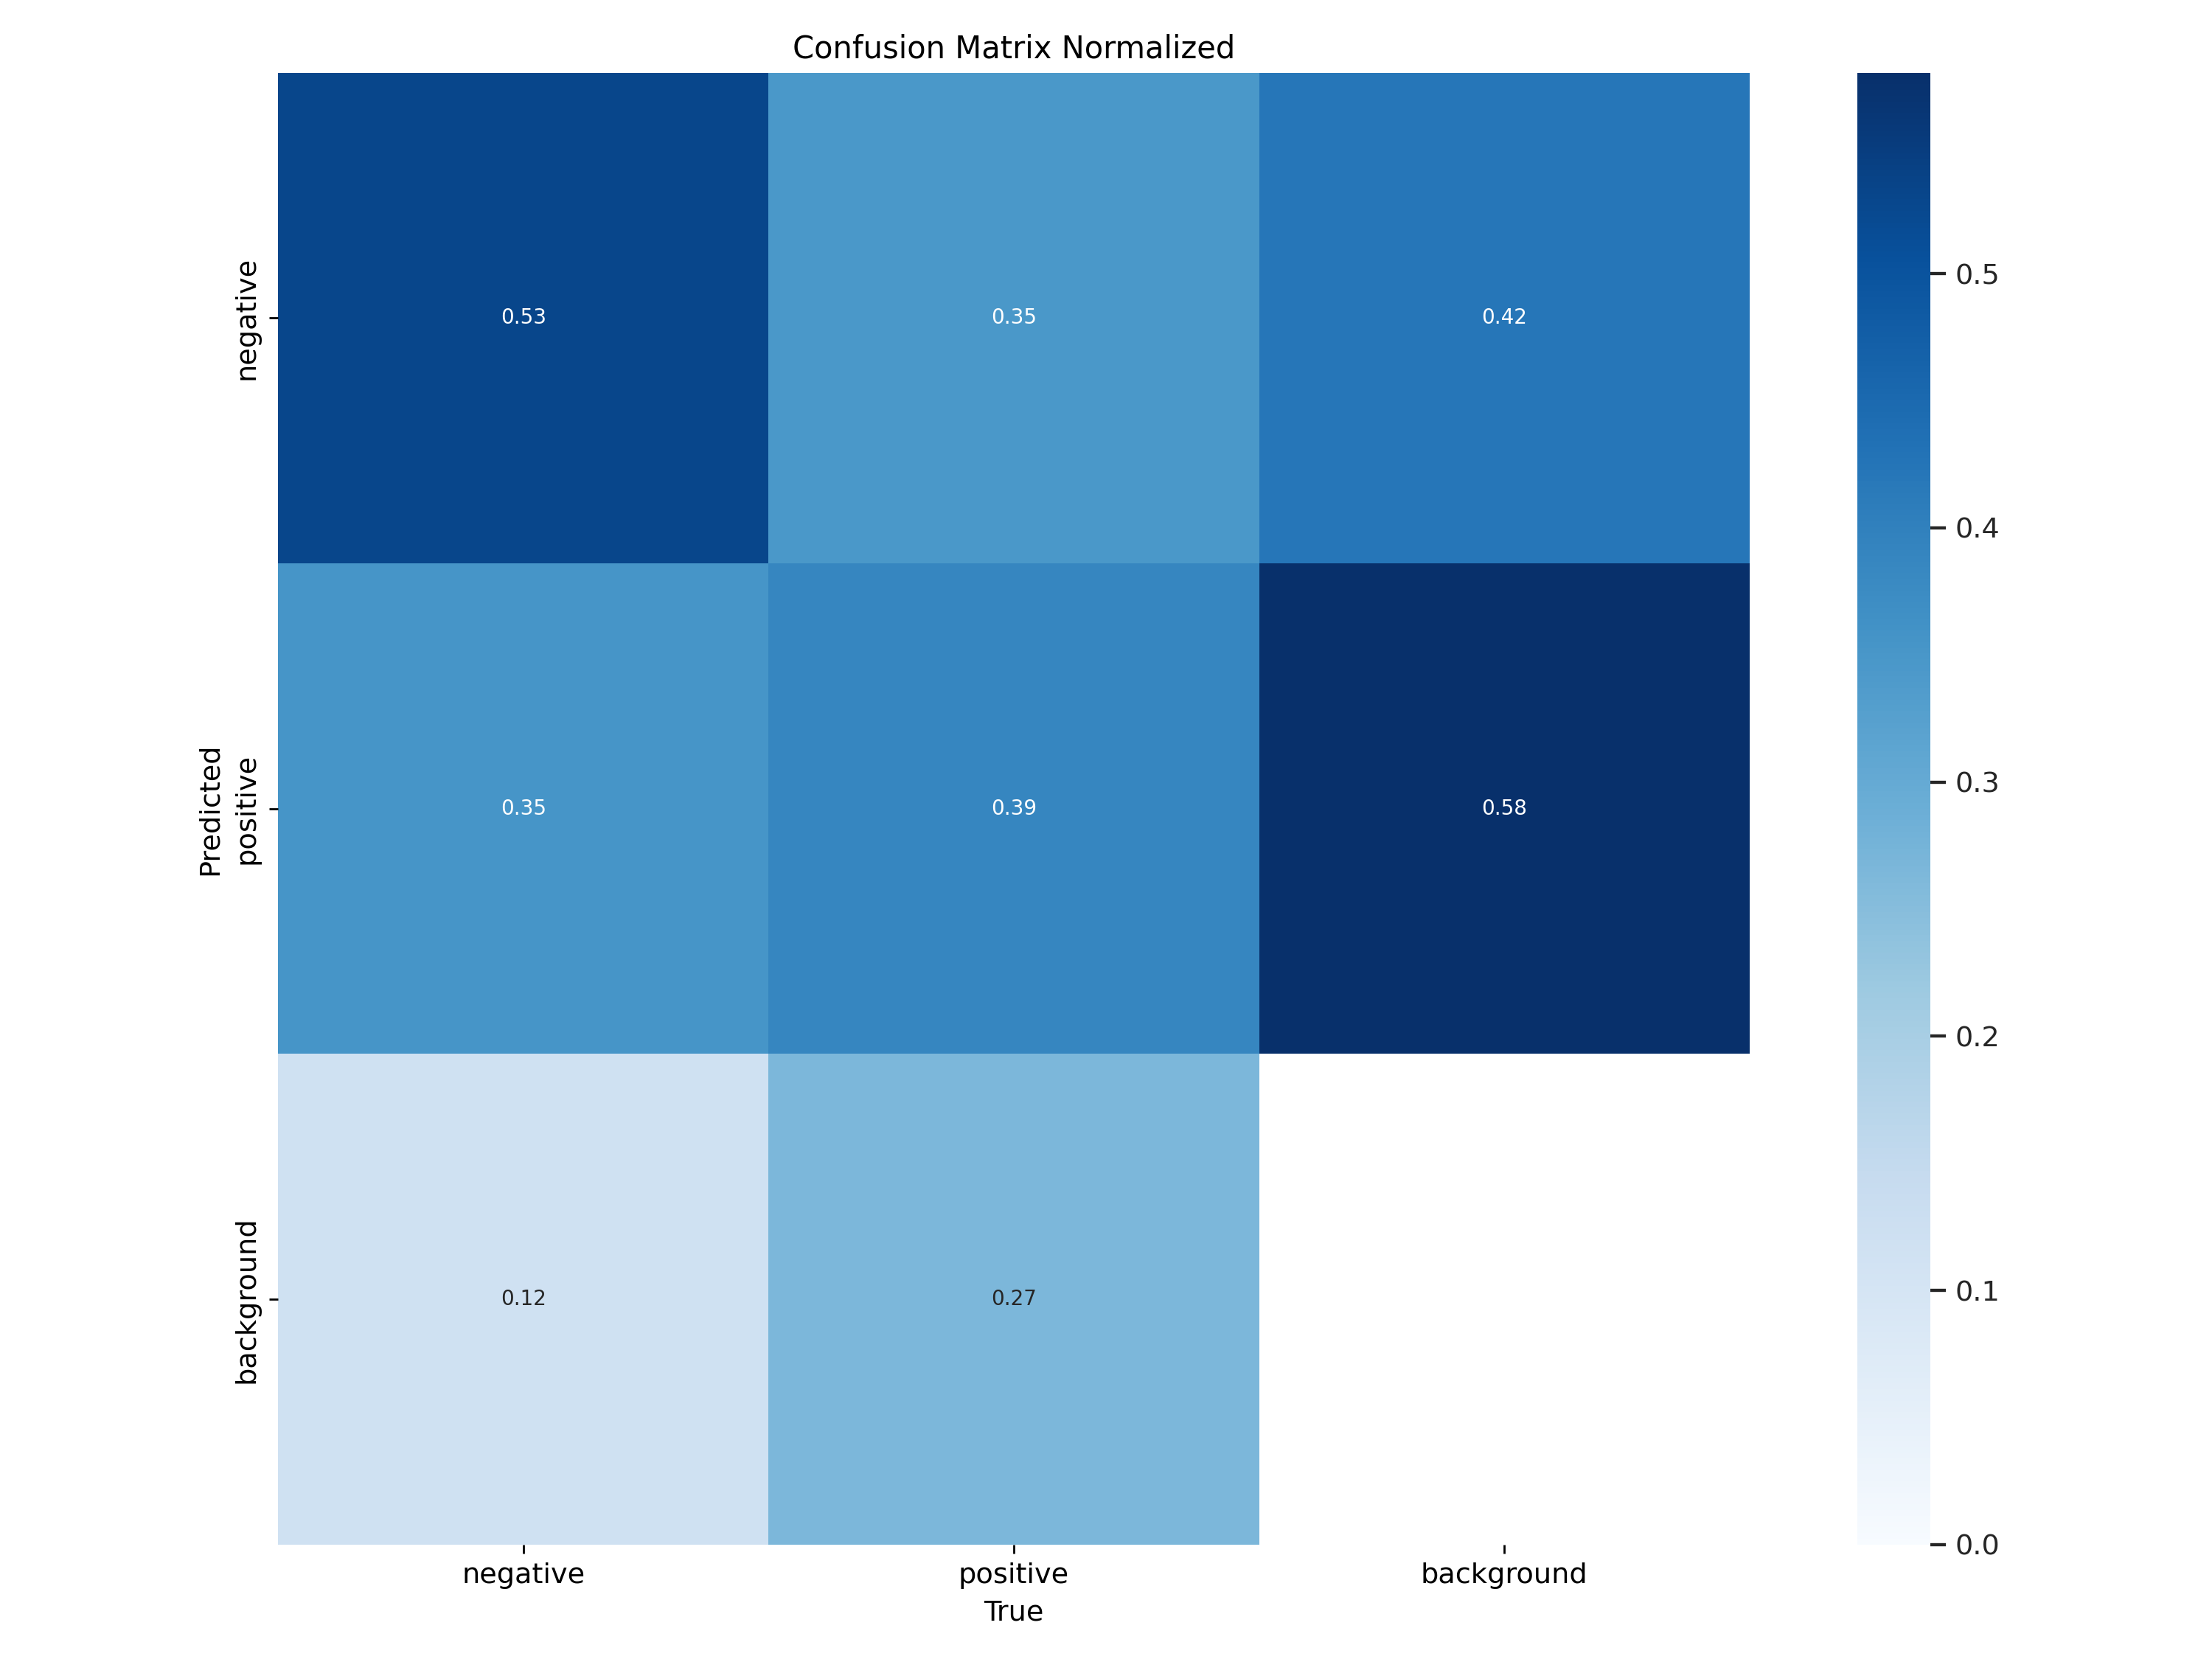 Confusion Matrix Normalized
negative
0.53
0.35
0.42
Predicted
positive
0.35
0.39
0.58
background
0.12
0.27
negative
positive
background
True
0.5
0.4
0.3
0.2
0.1
0.0